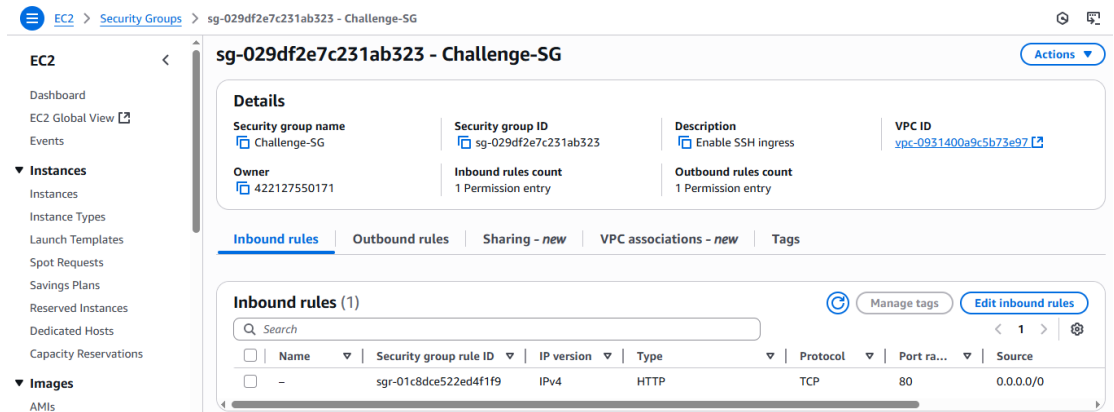 EC2 > Security Groups > sg-029df2e7c231ab323 - Challenge-SG
EC2
Dashboard
EC2 Global View
Events
Instances
Instances
Instance Types
Launch Templates
Spot Requests
Savings Plans
Reserved Instances
Dedicated Hosts
Capacity Reservations
Images
AMIs
sg-029df2e7c231ab323 - Challenge-SG
Actions
Details
Security group name
Challenge-SG
Security group ID
sg-029df2e7c231ab323
Description
Enable SSH ingress
VPC ID
vpc-0931400a9c5b73e97
Owner
422127550171
Inbound rules count
1 Permission entry
Outbound rules count
1 Permission entry
Inbound rules Outbound rules Sharing - new VPC associations - new Tags
Inbound rules (1)
Manage tags
Edit inbound rules
Search
1
Name Security group rule ID IP version Type Protocol Port ra... Source
– sgr-01c8dce522ed4f1f9 IPv4 HTTP TCP 80 0.0.0.0/0